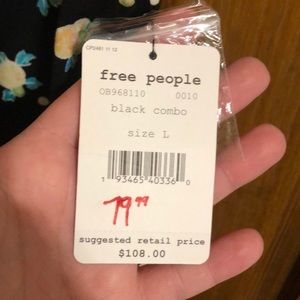 CP2461 11 12
free people
OB968110 0010
black combo
size L
1 93465 40336 0
79.99
suggested retail price
$108.00